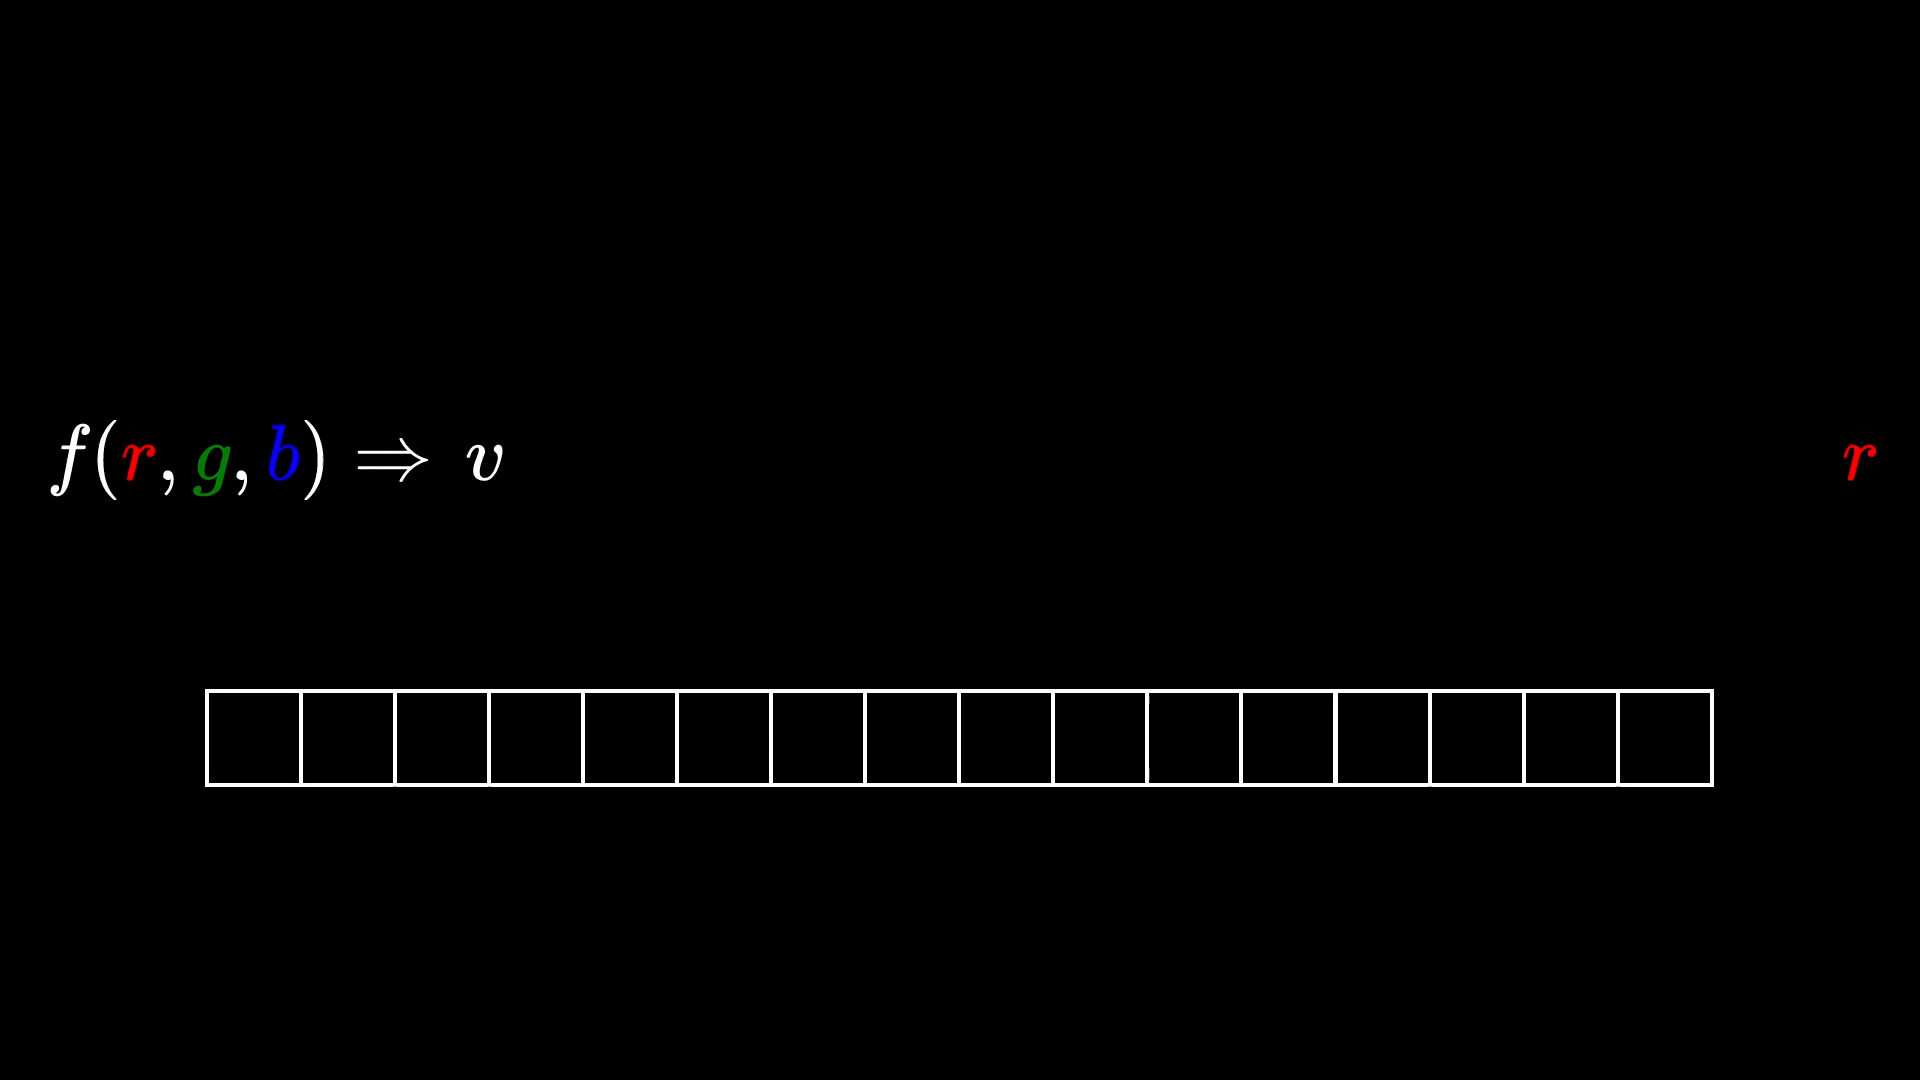 f(r, g, b) ⇒ v r